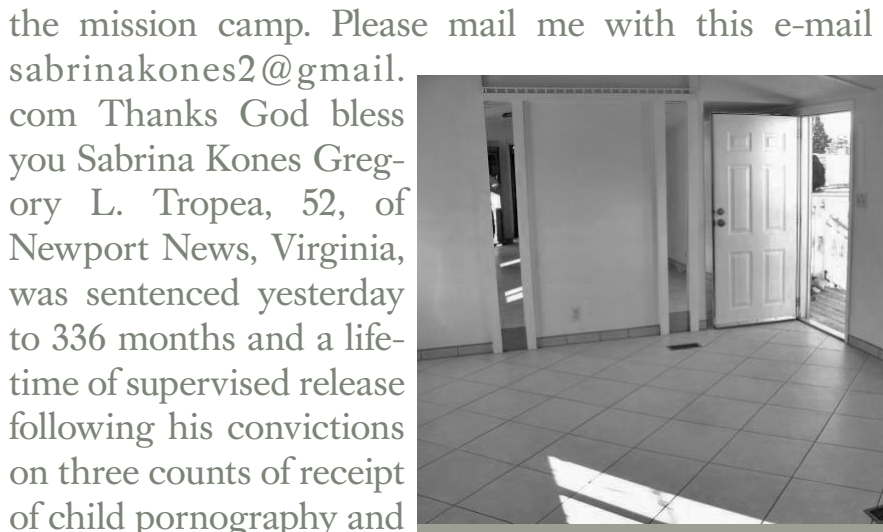 the mission camp. Please mail me with this e-mail
sabrinakones2@gmail.
com Thanks God bless
you Sabrina Kones Greg-
ory L. Tropea, 52, of
Newport News, Virginia,
was sentenced yesterday
to 336 months and a life-
time of supervised release
following his convictions
on three counts of receipt
of child pornography and